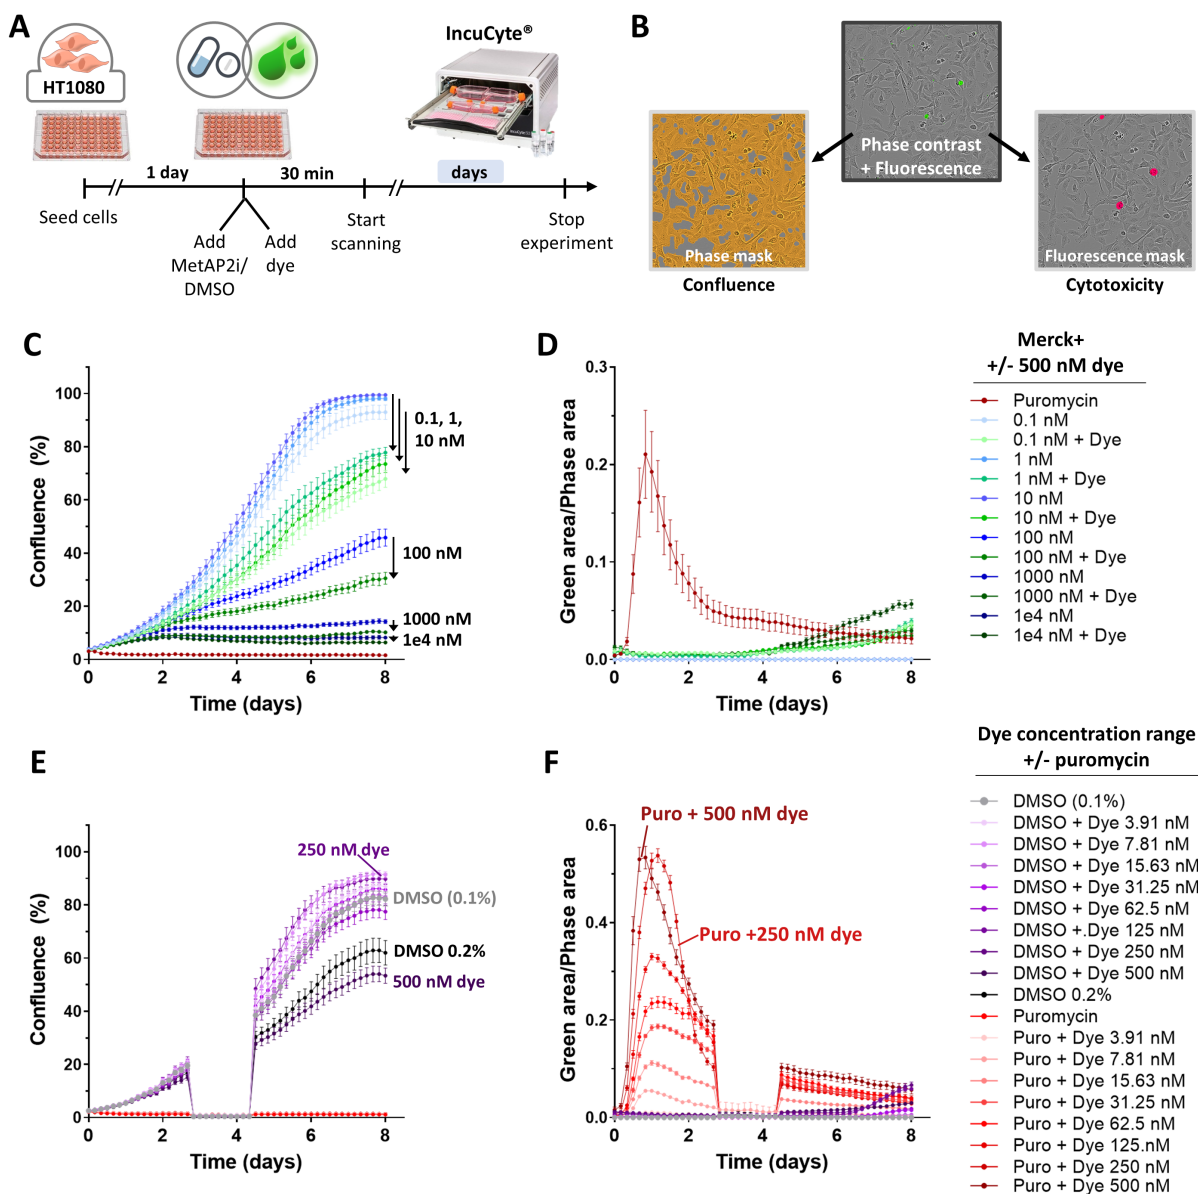 A
HT1080
IncuCyte®
1 day
30 min
days
Seed cells
Add
MetAP2i/
DMSO
Add
dye
Start
scanning
Stop
experiment
B
Phase contrast
+ Fluorescence
Phase mask
Confluence
Fluorescence mask
Cytotoxicity
C
Confluence (%)
100
80
60
40
20
0
0
2
4
6
8
Time (days)
0.1, 1,
10 nM
100 nM
1000 nM
1e4 nM
D
Green area/Phase area
0.3
0.2
0.1
0.0
0
2
4
6
8
Time (days)
Merck+
+/- 500 nM dye
Puromycin
0.1 nM
0.1 nM + Dye
1 nM
1 nM + Dye
10 nM
10 nM + Dye
100 nM
100 nM + Dye
1000 nM
1000 nM + Dye
1e4 nM
1e4 nM + Dye
E
Confluence (%)
100
80
60
40
20
0
0
2
4
6
8
Time (days)
250 nM dye
DMSO (0.1%)
DMSO 0.2%
500 nM dye
F
Green area/Phase area
0.6
0.4
0.2
0.0
0
2
4
6
8
Time (days)
Puro + 500 nM dye
Puro +250 nM dye
Dye concentration range
+/- puromycin
DMSO (0.1%)
DMSO + Dye 3.91 nM
DMSO + Dye 7.81 nM
DMSO + Dye 15.63 nM
DMSO + Dye 31.25 nM
DMSO + Dye 62.5 nM
DMSO +.Dye 125 nM
DMSO + Dye 250 nM
DMSO + Dye 500 nM
DMSO 0.2%
Puromycin
Puro + Dye 3.91 nM
Puro + Dye 7.81 nM
Puro + Dye 15.63 nM
Puro + Dye 31.25 nM
Puro + Dye 62.5 nM
Puro + Dye 125.nM
Puro + Dye 250 nM
Puro + Dye 500 nM